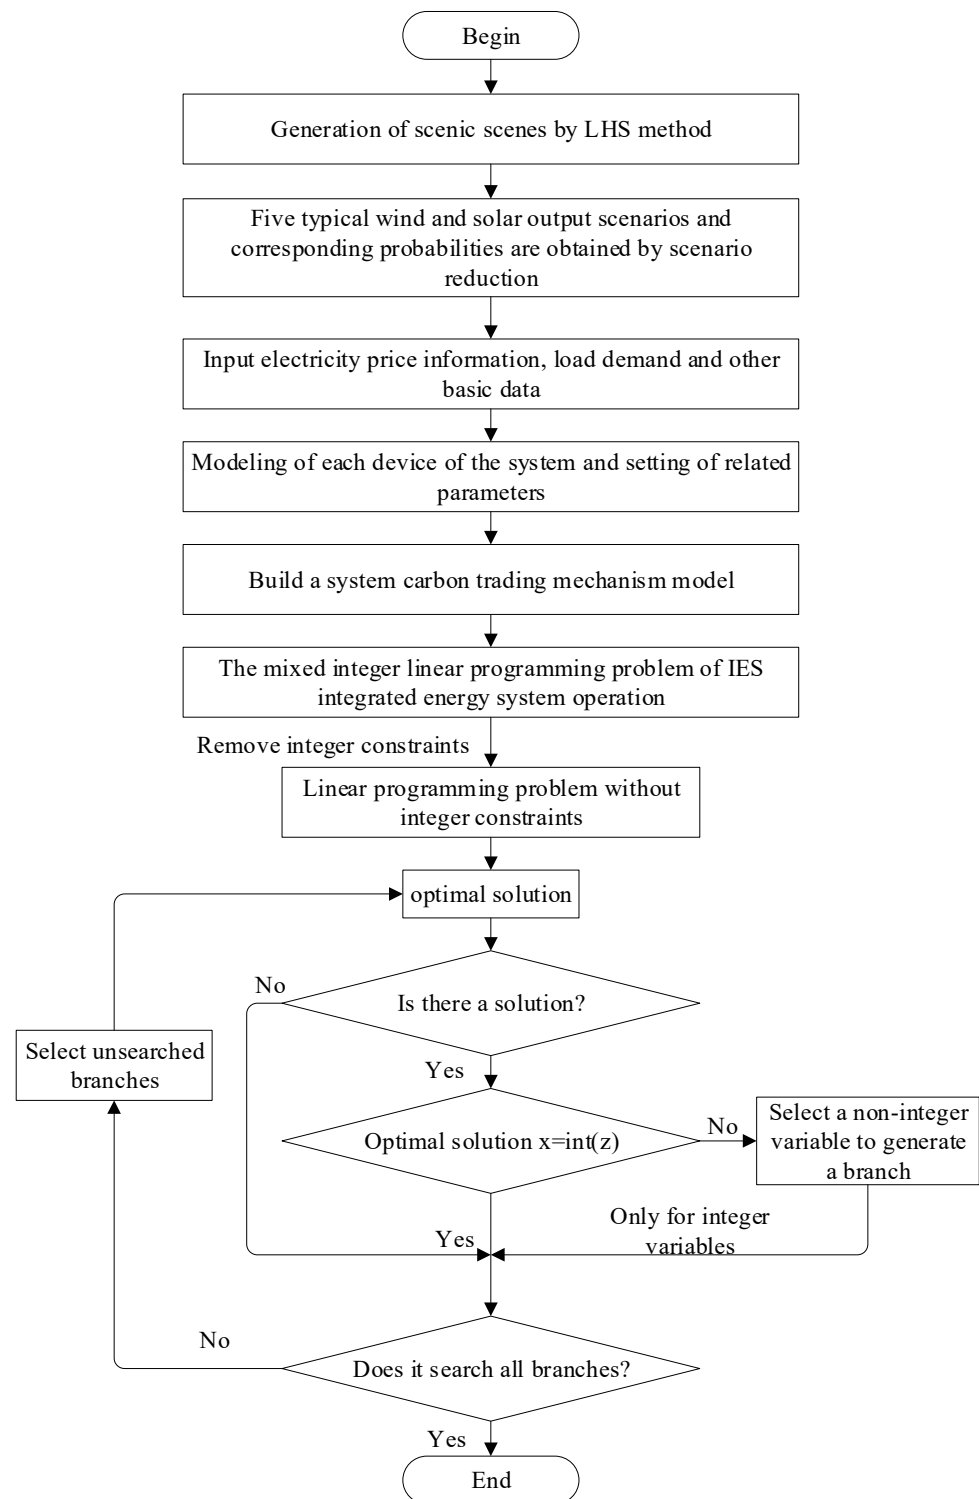 Begin
Generation of scenic scenes by LHS method
Five typical wind and solar output scenarios and
corresponding probabilities are obtained by scenario
reduction
Input electricity price information, load demand and other
basic data
Modeling of each device of the system and setting of related
parameters
Build a system carbon trading mechanism model
The mixed integer linear programming problem of IES
integrated energy system operation
Remove integer constraints
Linear programming problem without
integer constraints
optimal solution
No
Is there a solution?
Select unsearched
branches
Yes
Optimal solution x=int(z)
No
Select a non-integer
variable to generate
a branch
Only for integer
variables
Yes
No
Does it search all branches?
Yes
End